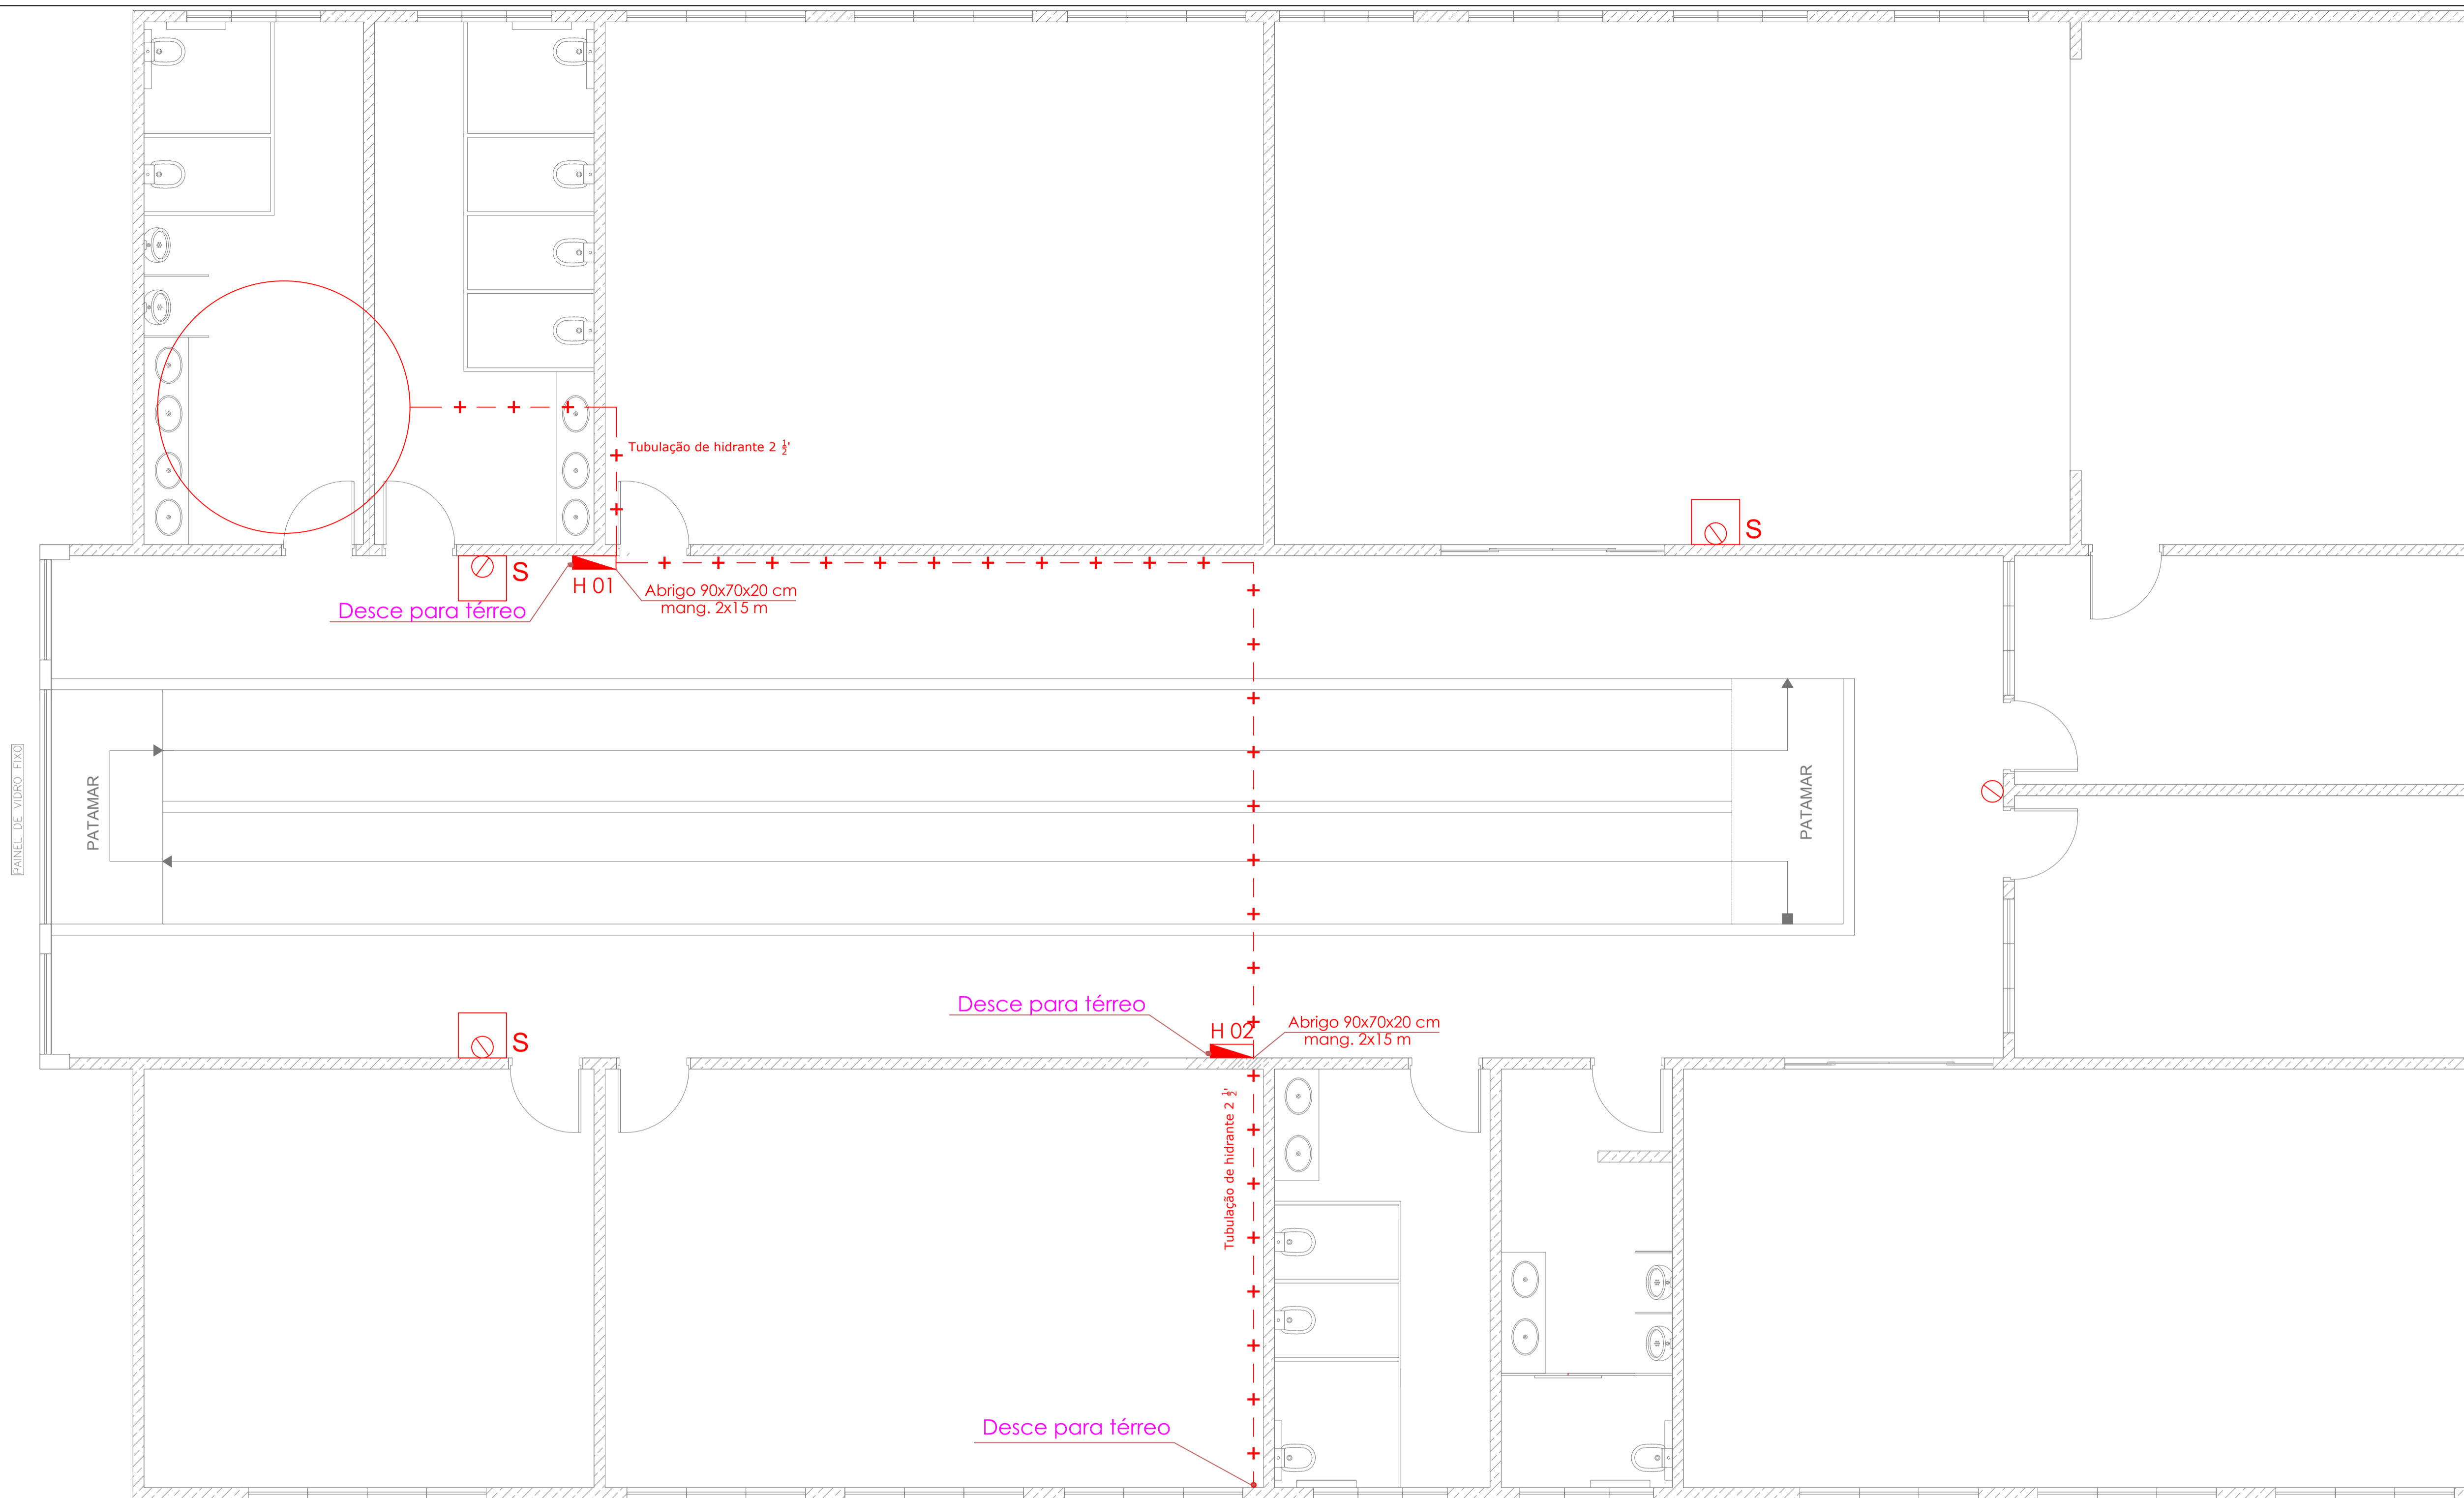 Tubulação de hidrante 2 1/2'
S
S
H 01
Abrigo 90x70x20 cm
mang. 2x15 m
Desce para térreo
PAINEL DE VIDRO FIXO
PATAMAR
PATAMAR
Desce para térreo
H 02
Abrigo 90x70x20 cm
mang. 2x15 m
S
Tubulação de hidrante 2 1/2'
Desce para térreo